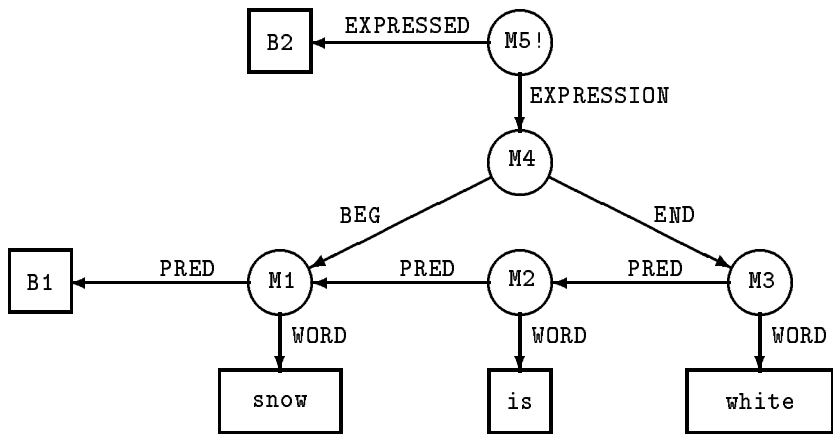 B2 EXPRESSED M5!
EXPRESSION
M4
BEG END
B1 PRED M1 PRED M2 PRED M3
WORD WORD WORD
snow is white